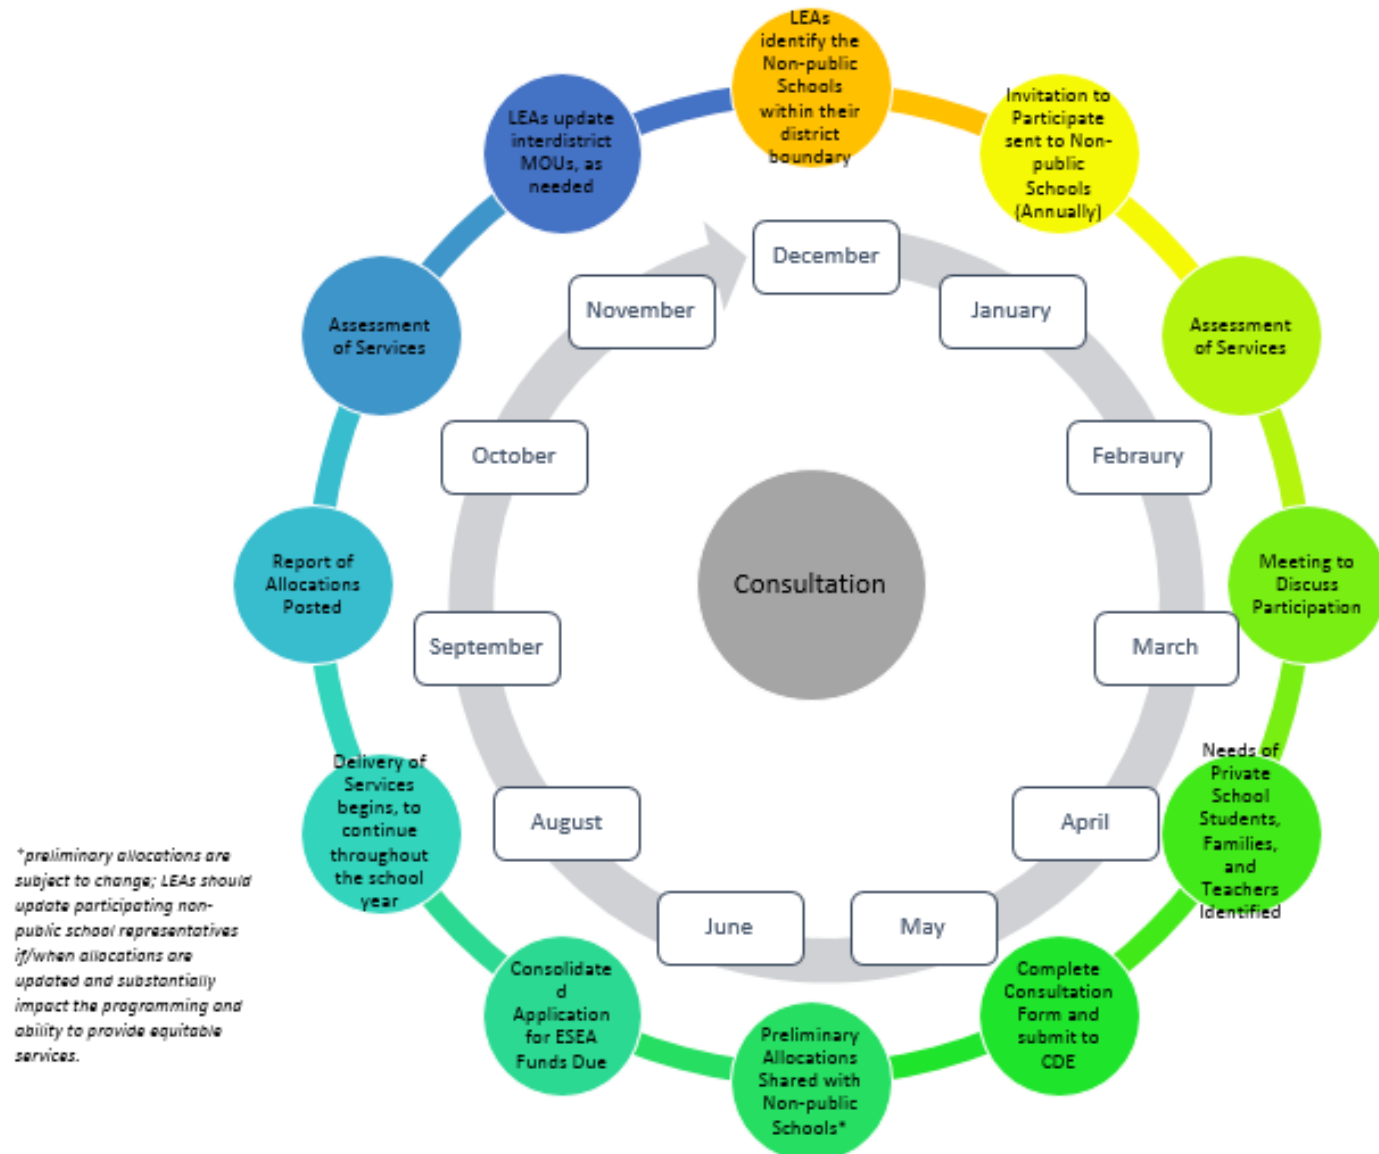 LEAs
identify the
Non-public
Schools
within their
district
boundary
Invitation to
Participate
sent to Non-
public
Schools
(Annually)
Assessment
of Services
Meeting to
Discuss
Participation
Needs of
Private
School
Students,
Families,
and
Teachers
Identified
Complete
Consultation
Form and
submit to
CDE
Preliminary
Allocations
Shared with
Non-public
Schools*
Consolidate
d
Application
for ESEA
Funds Due
Delivery of
Services
begins, to
continue
throughout
the school
year
Report of
Allocations
Posted
Assessment
of Services
LEAs update
interdistrict
MOUs, as
needed
December
January
Febraury
March
April
May
June
August
September
October
November
Consultation
*preliminary allocations are
subject to change; LEAs should
update participating non-
public school representatives
if/when allocations are
updated and substantially
impact the programming and
ability to provide equitable
services.